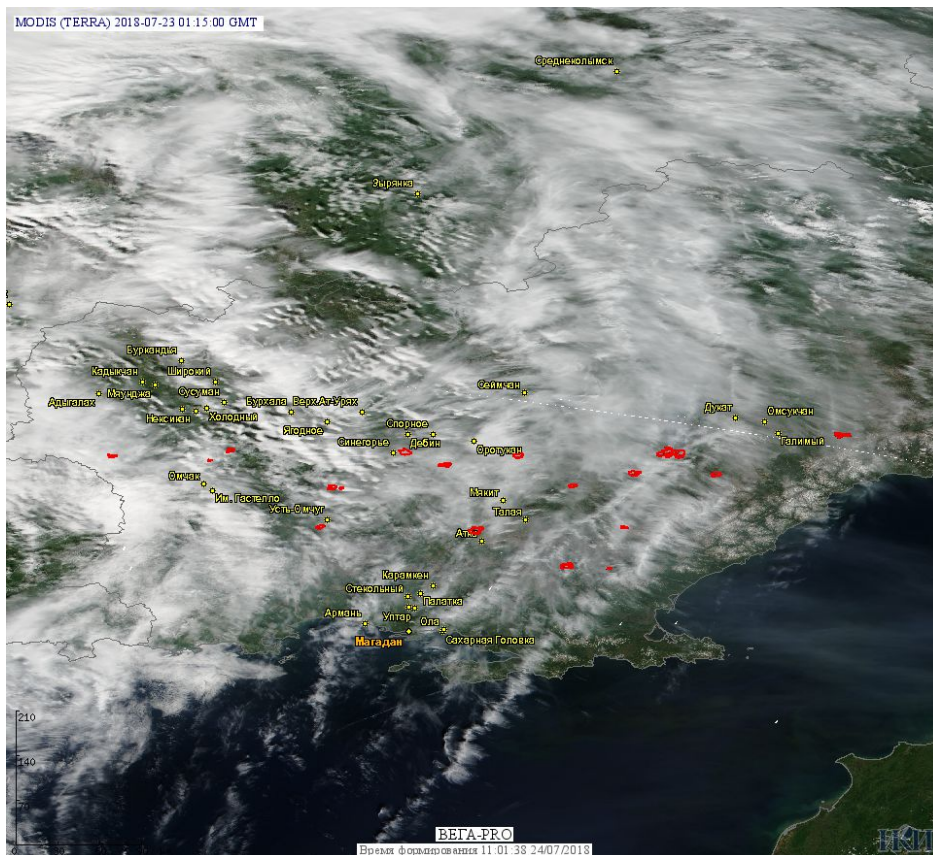 MODIS (TERRA) 2018-07-23 01:15:00 GMT
Среднеколымск
Зырянка
Буркандья
Кадыкчан
Широкий
Мяунджа
Сусуман
Адыгалах
Нексикан
Холодный
Бурхала
Верх.Ат-Урях
Сеймчан
Ягодное
Спорное
Синегорье
Дебин
Оротукан
Дукат
Омсукчан
Галимый
Омчак
Им. Гастелло
Мякит
Усть-Омчуг
Талая
Карамкен
Стекольный
Палатка
Армань
Уптар
Ола
Магадан
Сахарная Головка
210
140
0
ВЕГА-PRO
Время формирования 11:01:38 24/07/2018
ИКИ